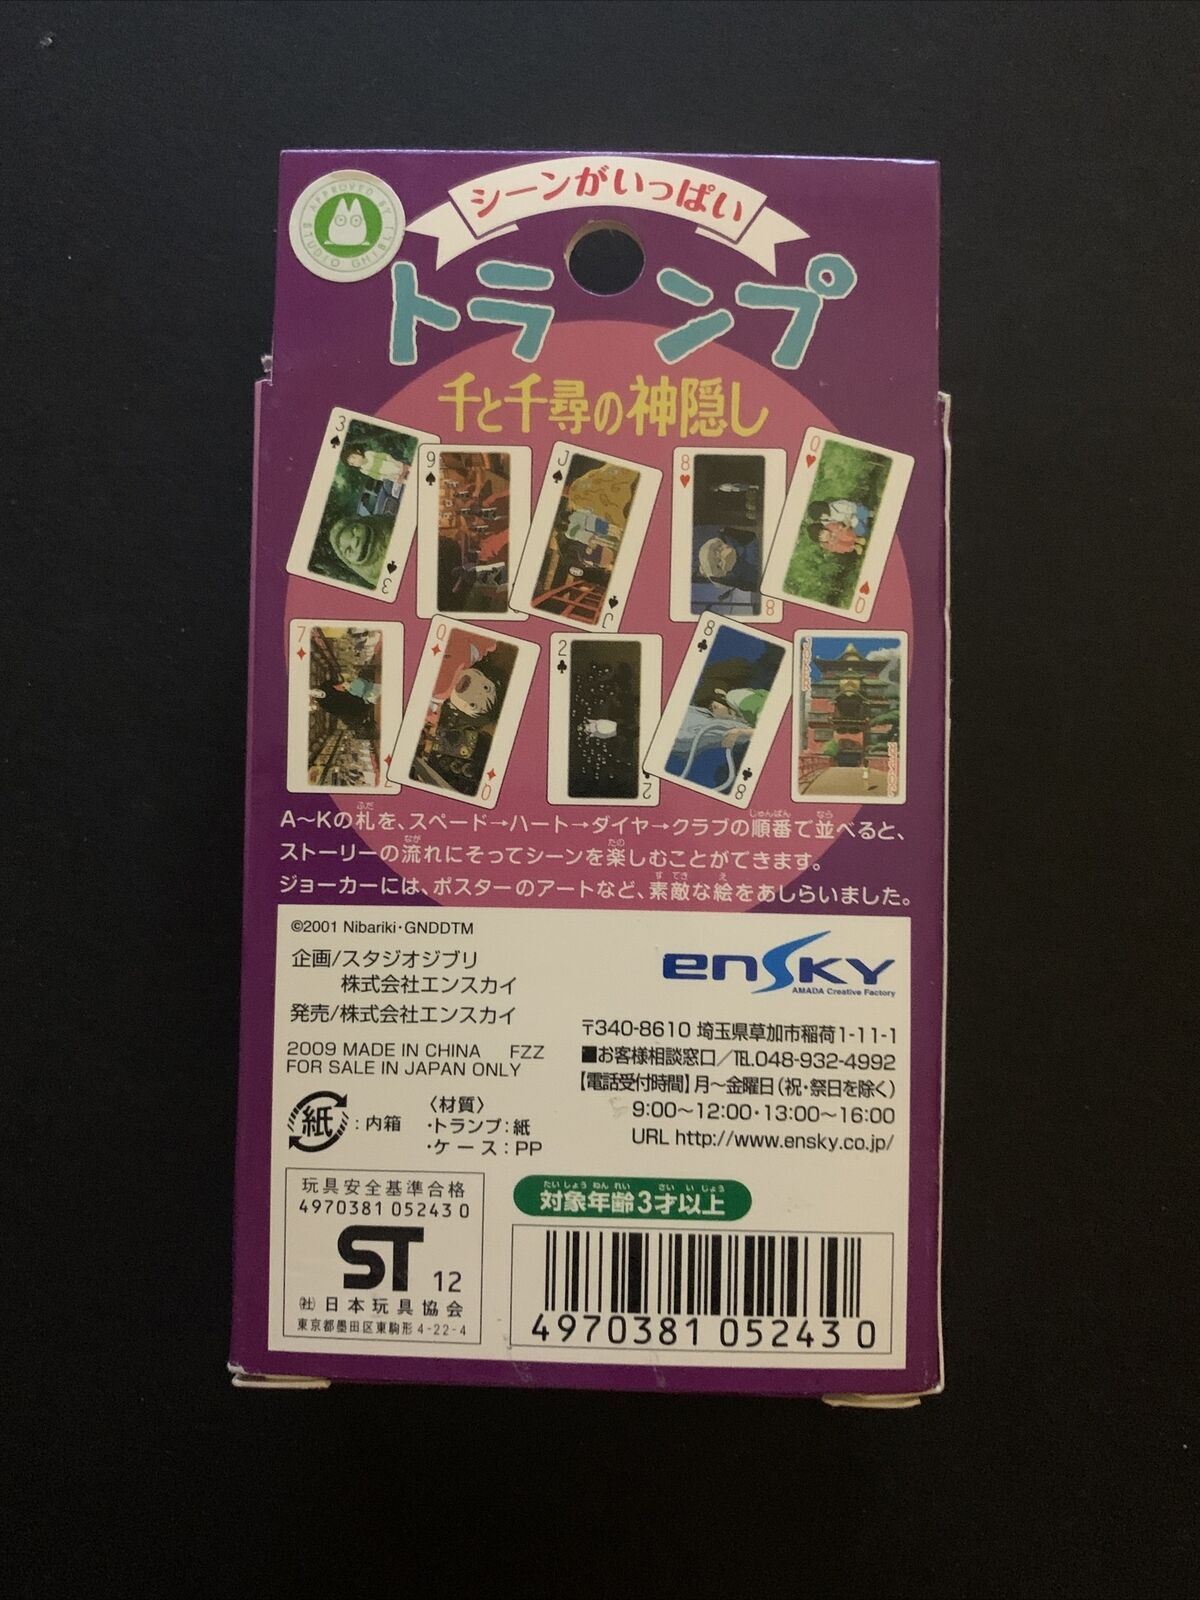 APPROVED BY
STUDIO GHIBLI
シーンがいっぱい
トランプ
千と千尋の神隠し
3 9 J 8 Q
3 J 8 Q
7 Q 2 8
7 Q 2 8
A〜Kの札を、スペード→ハート→ダイヤ→クラブの順番で並べると、
ストーリーの流れにそってシーンを楽しむことができます。
ジョーカーには、ポスターのアートなど、素敵な絵をあしらいました。
©2001 Nibariki・GNDDTM
企画/スタジオジブリ
株式会社エンスカイ
発売/株式会社エンスカイ
2009 MADE IN CHINA FZZ
FOR SALE IN JAPAN ONLY
紙 : 内箱
〈材質〉
・トランプ : 紙
・ケース : PP
enSKY
AMADA Creative Factory
〒340-8610 埼玉県草加市稲荷1-11-1
■お客様相談窓口／TEL.048-932-4992
【電話受付時間】月〜金曜日(祝・祭日を除く)
9:00〜12:00・13:00〜16:00
URL http://www.ensky.co.jp/
玩具安全基準合格
4970381 05243 0
ST 12
㈳ 日本玩具協会
東京都墨田区東駒形 4-22-4
対象年齢3才以上
4970381 05243 0